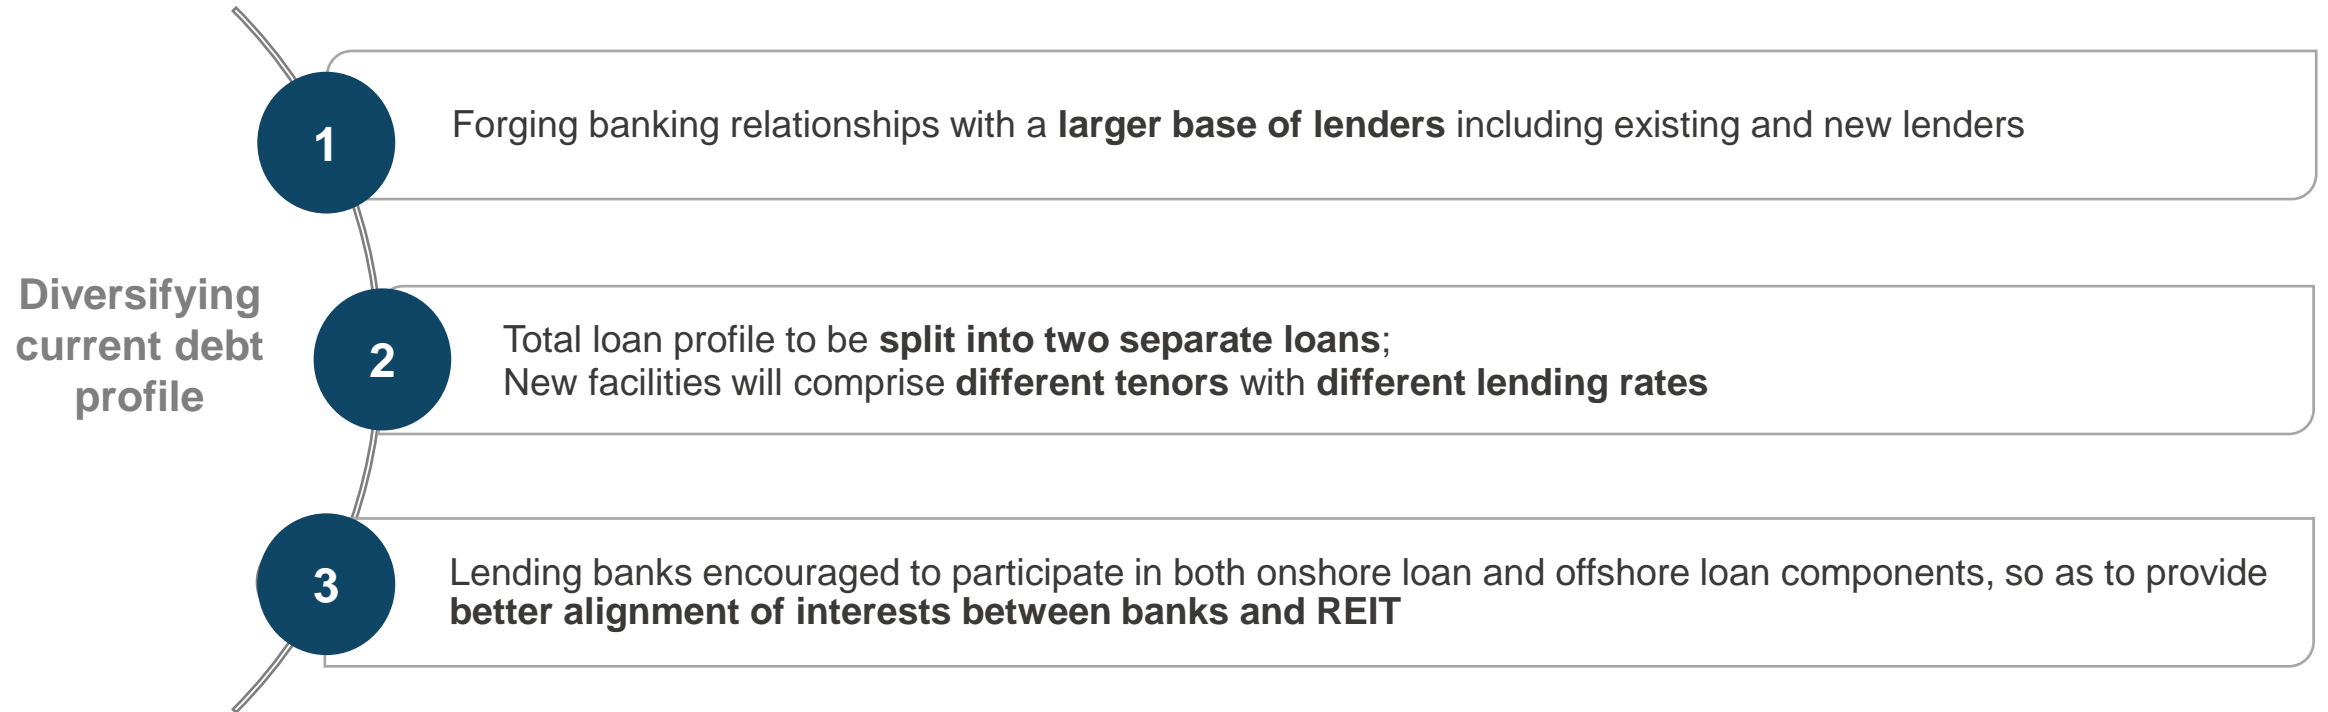 Diversifying
current debt
profile
1
Forging banking relationships with a larger base of lenders including existing and new lenders
2
Total loan profile to be split into two separate loans;
New facilities will comprise different tenors with different lending rates
3
Lending banks encouraged to participate in both onshore loan and offshore loan components, so as to provide
better alignment of interests between banks and REIT